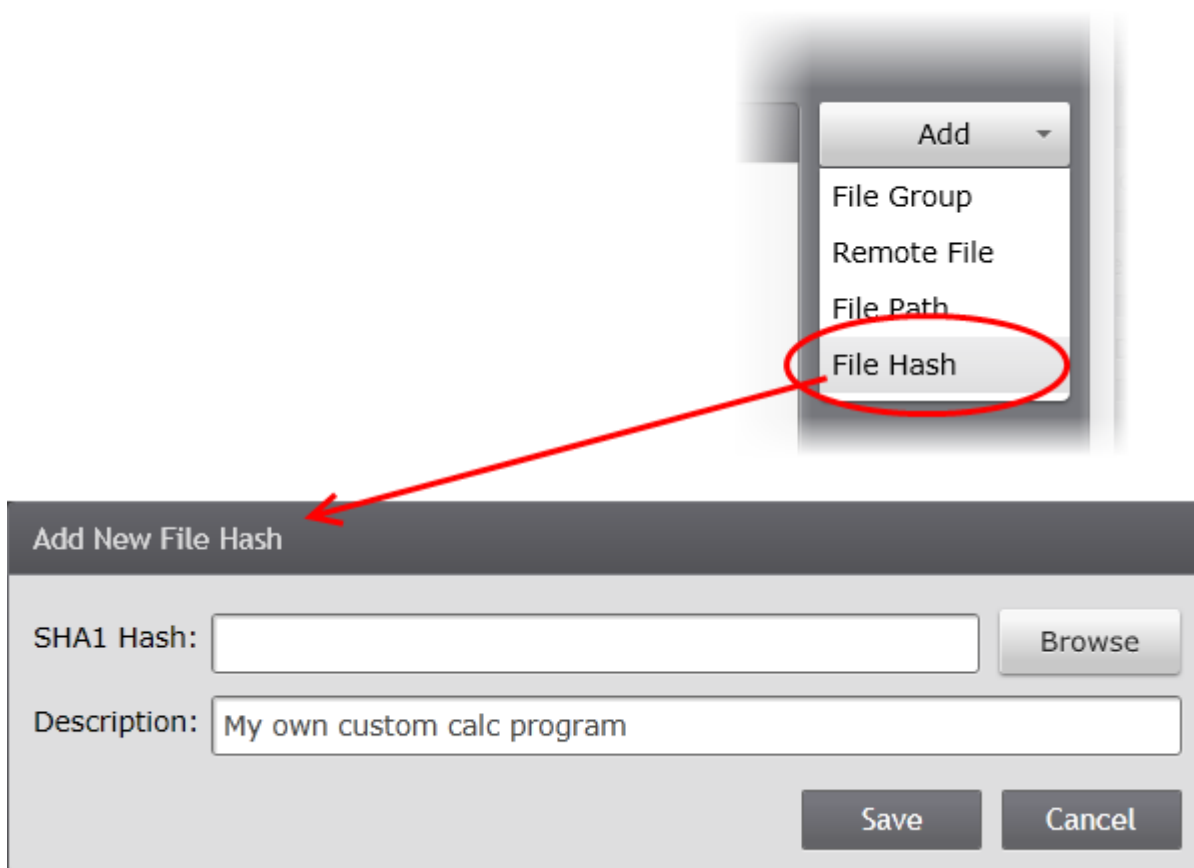 Add
File Group
Remote File
File Path
File Hash
Add New File Hash
SHA1 Hash:
Browse
Description: My own custom calc program
Save Cancel